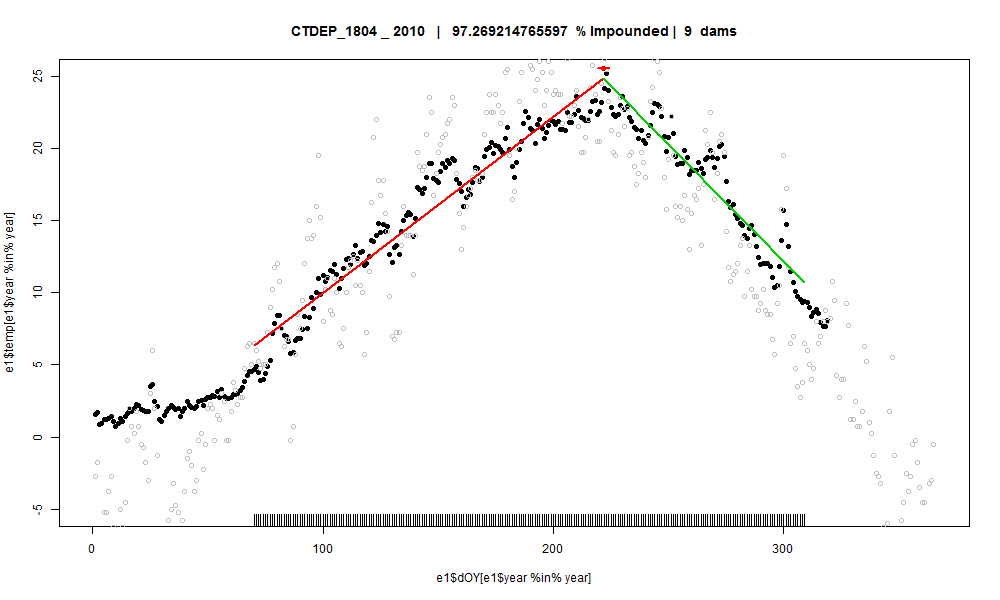 CTDEP_1804 _ 2010 | 97.269214765597 % Impounded | 9 dams
e1$temp[e1$year %in% year]
25
20
15
10
5
0
-5
0 100 200 300
e1$dOY[e1$year %in% year]